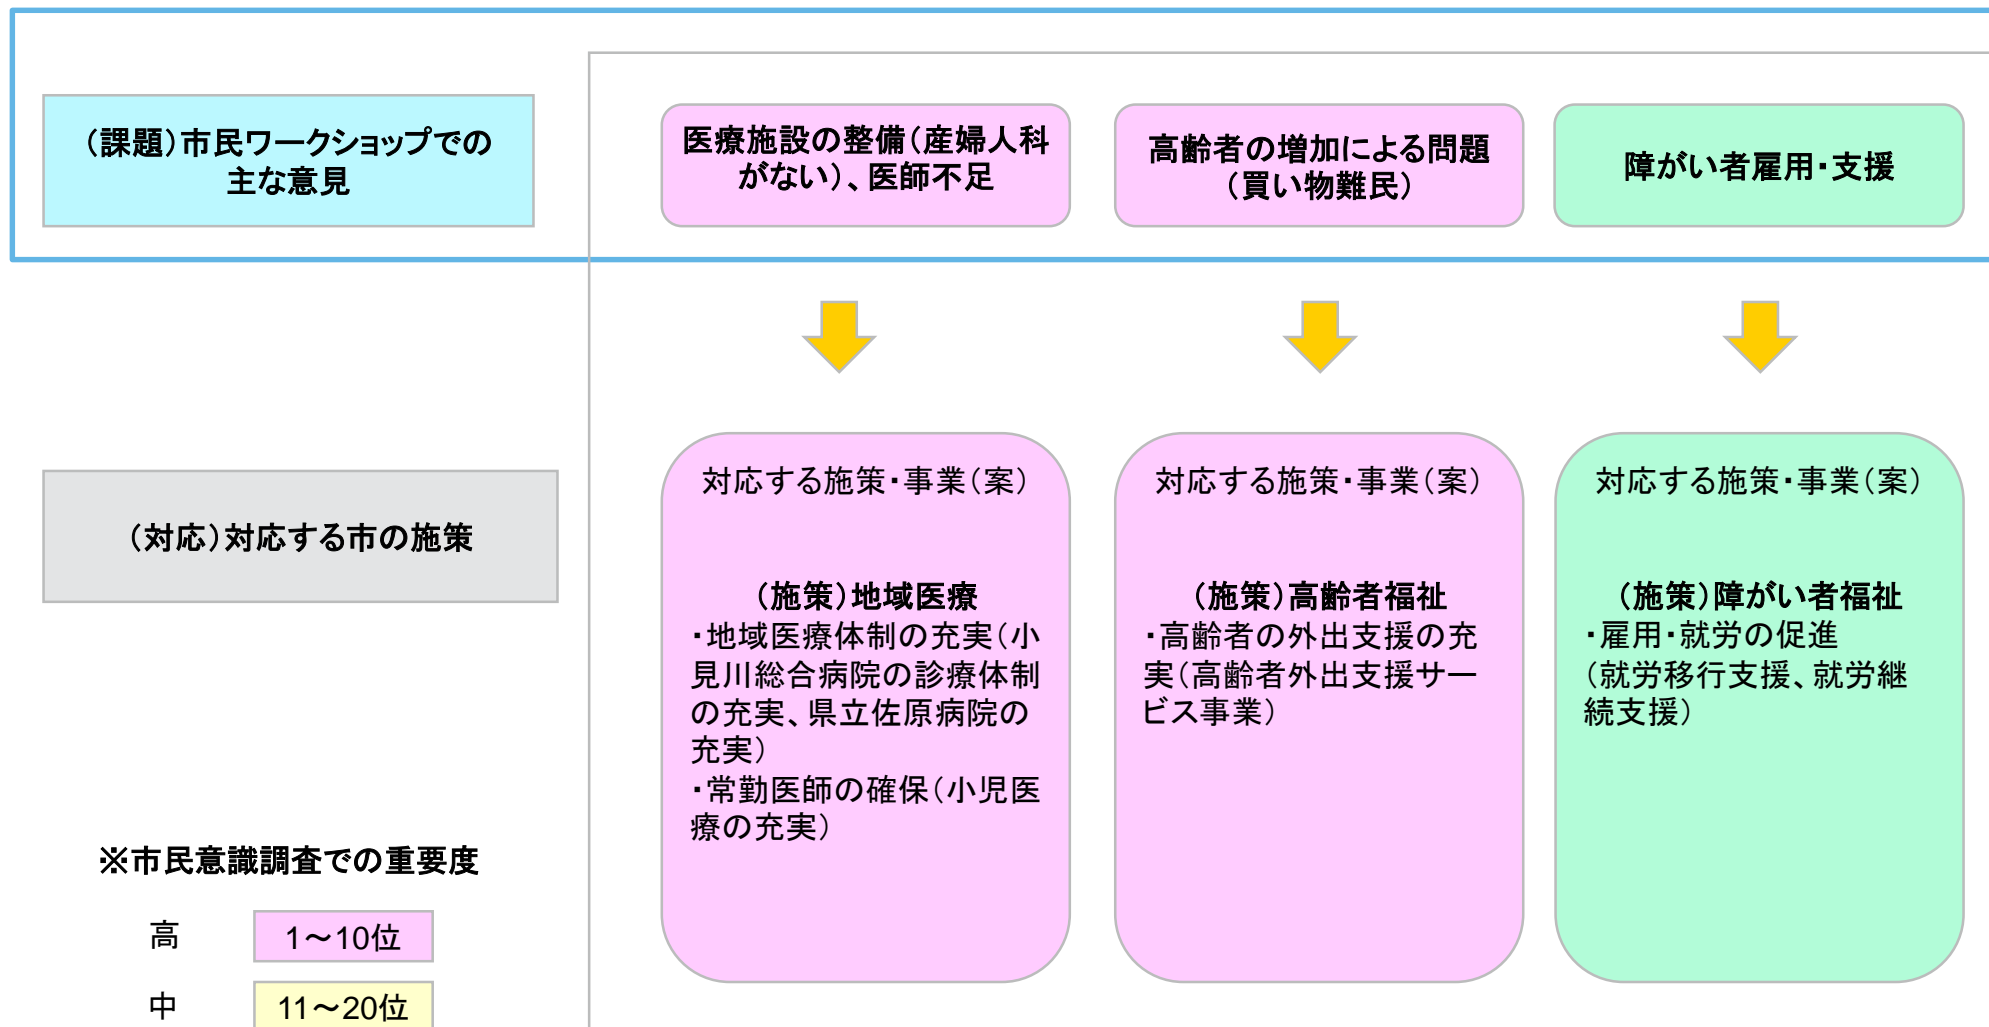 （課題）市民ワークショップでの
主な意見
医療施設の整備（産婦人科
がない）、医師不足
高齢者の増加による問題
（買い物難民）
障がい者雇用・支援
（対応）対応する市の施策
対応する施策・事業（案）
（施策）地域医療
・地域医療体制の充実（小
見川総合病院の診療体制
の充実、県立佐原病院の
充実）
・常勤医師の確保（小児医
療の充実）
対応する施策・事業（案）
（施策）高齢者福祉
・高齢者の外出支援の充
実（高齢者外出支援サー
ビス事業）
対応する施策・事業（案）
（施策）障がい者福祉
・雇用・就労の促進
（就労移行支援、就労継
続支援）
※市民意識調査での重要度
高 1～10位
中 11～20位